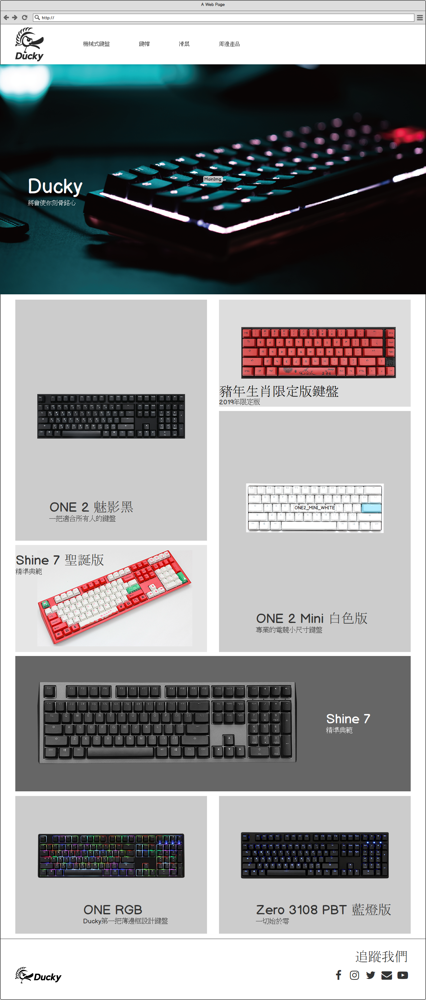 A Web Page
http://
Ducky
機械式鍵盤
鍵帽
滑鼠
周邊產品
MainImg
Ducky
將會使你刻骨銘心
豬年生肖限定版鍵盤
2019年限定版
ONE 2 魅影黑
一把適合所有人的鍵盤
ONE2_MINI_WHITE
Shine 7 聖誕版
精準典範
ONE 2 Mini 白色版
專業的電競小尺寸鍵盤
Shine 7
精準典範
ONE RGB
Ducky第一把薄邊框設計鍵盤
Zero 3108 PBT 藍燈版
一切始於零
追蹤我們
Ducky